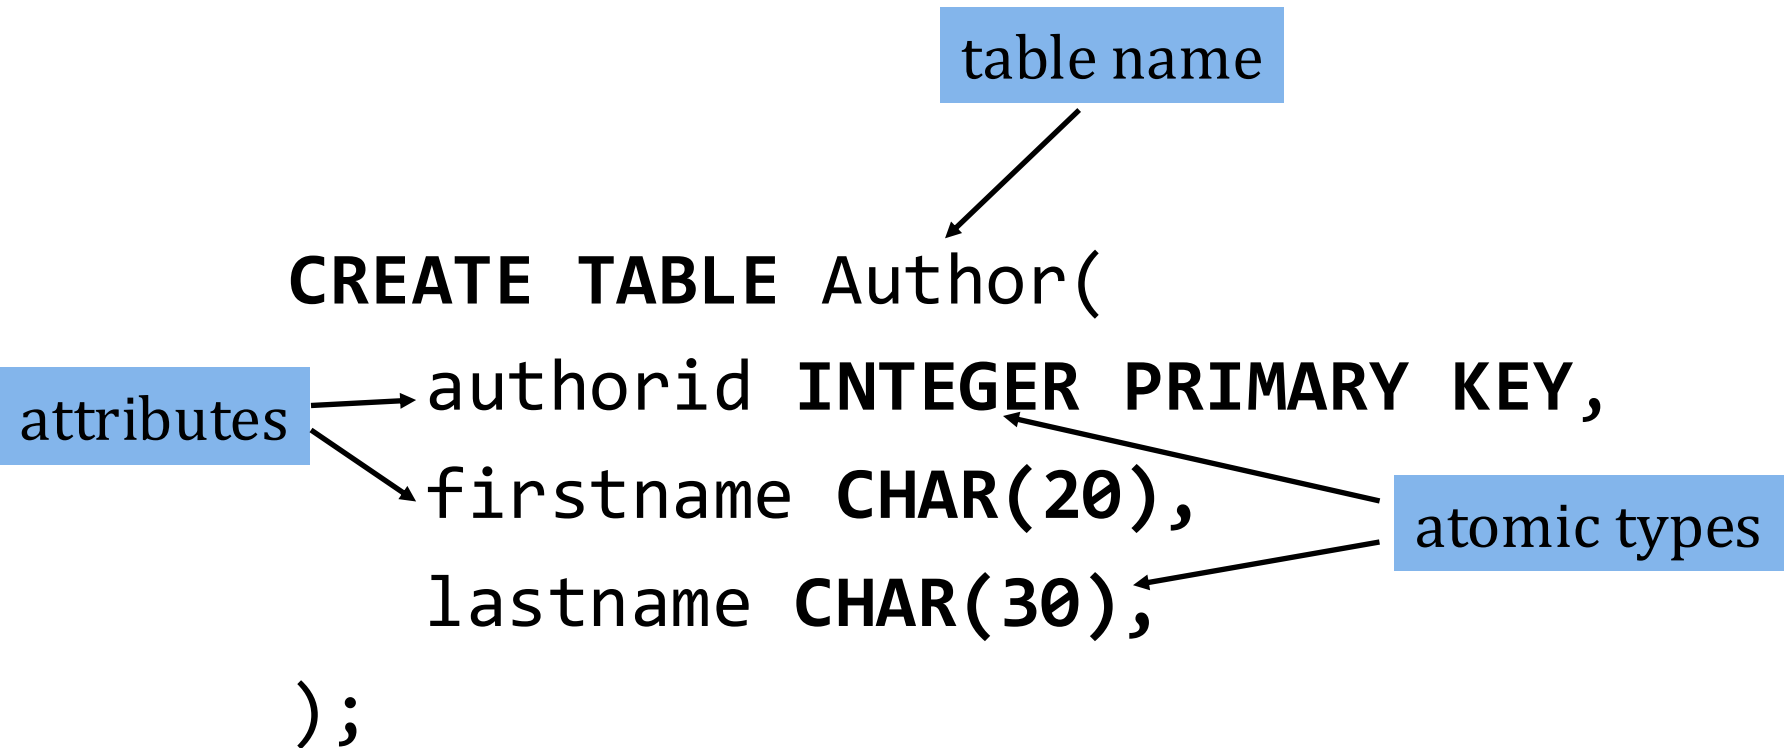 table name
CREATE TABLE Author(
authorid INTEGER PRIMARY KEY,
attributes
firstname CHAR(20),
atomic types
lastname CHAR(30),
);